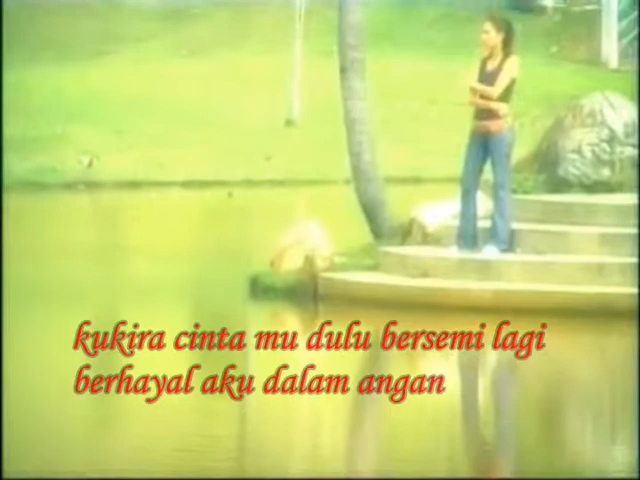 kukira cinta mu dulu bersemi lagi
berhayal aku dalam angan